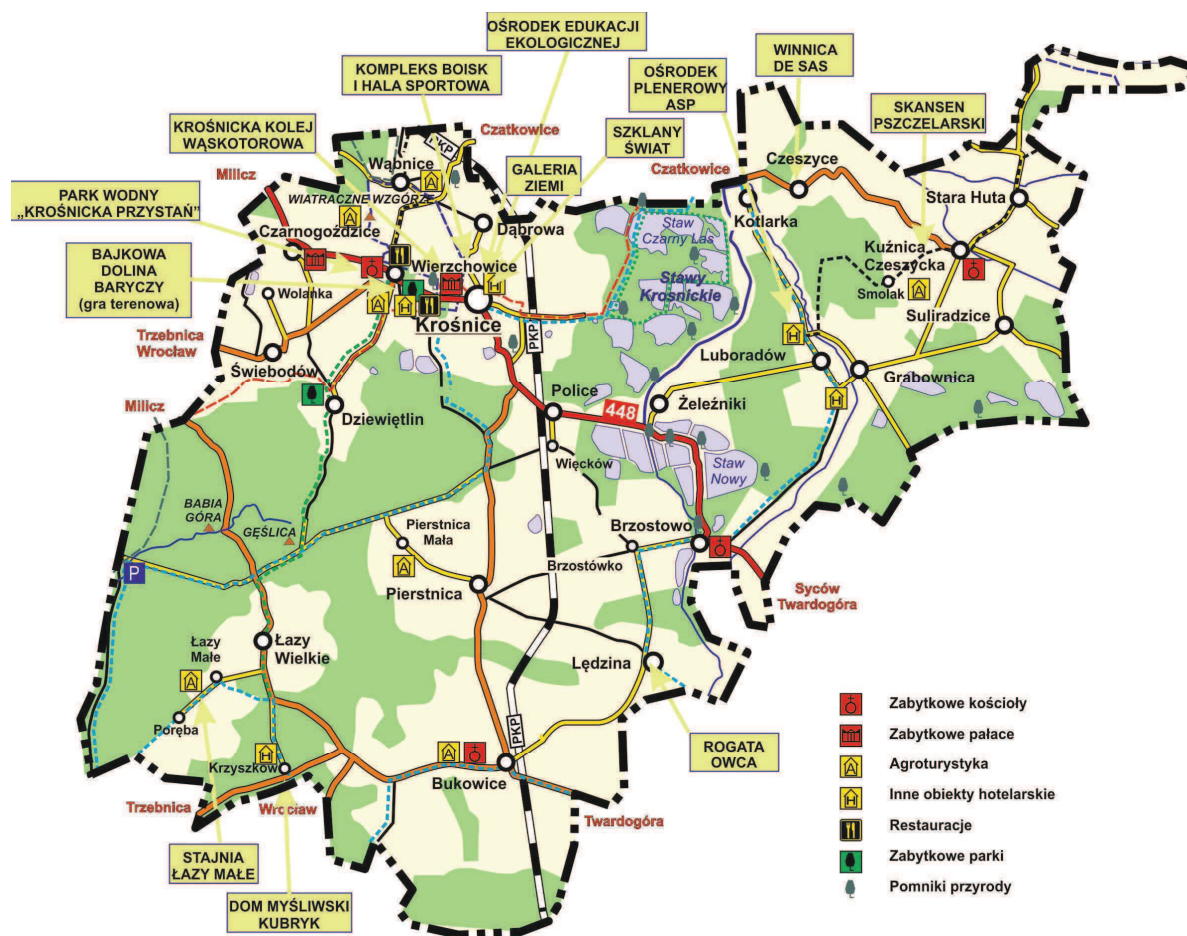 OŚRODEK EDUKACJI
EKOLOGICZNEJ
KOMPLEKS BOISK
I HALA SPORTOWA
OŚRODEK
PLENEROWY
ASP
WINNICA
DE SAS
SKANSEN
PSZCZELARSKI
KROŚNICKA KOLEJ
WĄSKOTOROWA
SZKLANY
ŚWIAT
GALERIA
ZIEMI
PARK WODNY
„KROŚNICKA PRZYSTAŃ”
BAJKOWA
DOLINA
BARYCZY
(gra terenowa)
Czatkowice
PKP
Wąbnice
WIATRACZNE WZGÓRZE
Milicz
Czarnogoździce
Dąbrowa
Wierzchowice
Wolanka
Krośnice
Trzebnica
Wrocław
Świebodów
Milicz
Dziewiętlin
Czatkowice
Czeszyce
Kotlarka
Stara Huta
Kuźnica
Czeszycka
Smolak
Suliradzice
Staw
Czarny Las
Stawy
Krosnickie
PKP
Luboradów
Grabownica
Police
448
Żeleźniki
Więcków
Staw
Nowy
BABIA
GÓRA
GĘŚLICA
P
Pierstnica
Mała
Pierstnica
Brzostowo
Brzostówko
Syców
Twardogóra
Łazy
Wielkie
Łazy
Małe
Poręba
Lędzina
Krzyszków
PKP
Bukowice
Trzebnica
Wrocław
Twardogóra
ROGATA
OWCA
STAJNIA
ŁAZY MAŁE
DOM MYŚLIWSKI
KUBRYK
Zabytkowe kościoły
Zabytkowe pałace
A Agroturystyka
H Inne obiekty hotelarskie
Restauracje
Zabytkowe parki
Pomniki przyrody